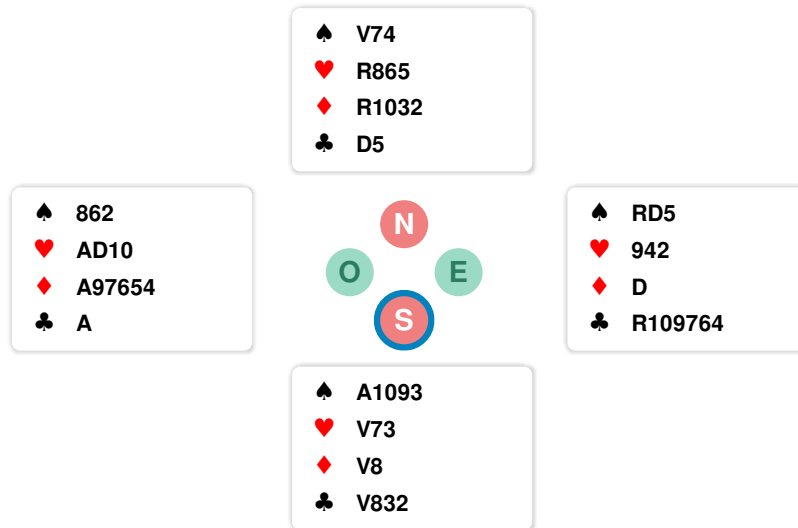 ♠ V74
♥ R865
♦ R1032
♣ D5
♠ 862
♥ AD10
♦ A97654
♣ A
N
O E
S
♠ RD5
♥ 942
♦ D
♣ R109764
♠ A1093
♥ V73
♦ V8
♣ V832